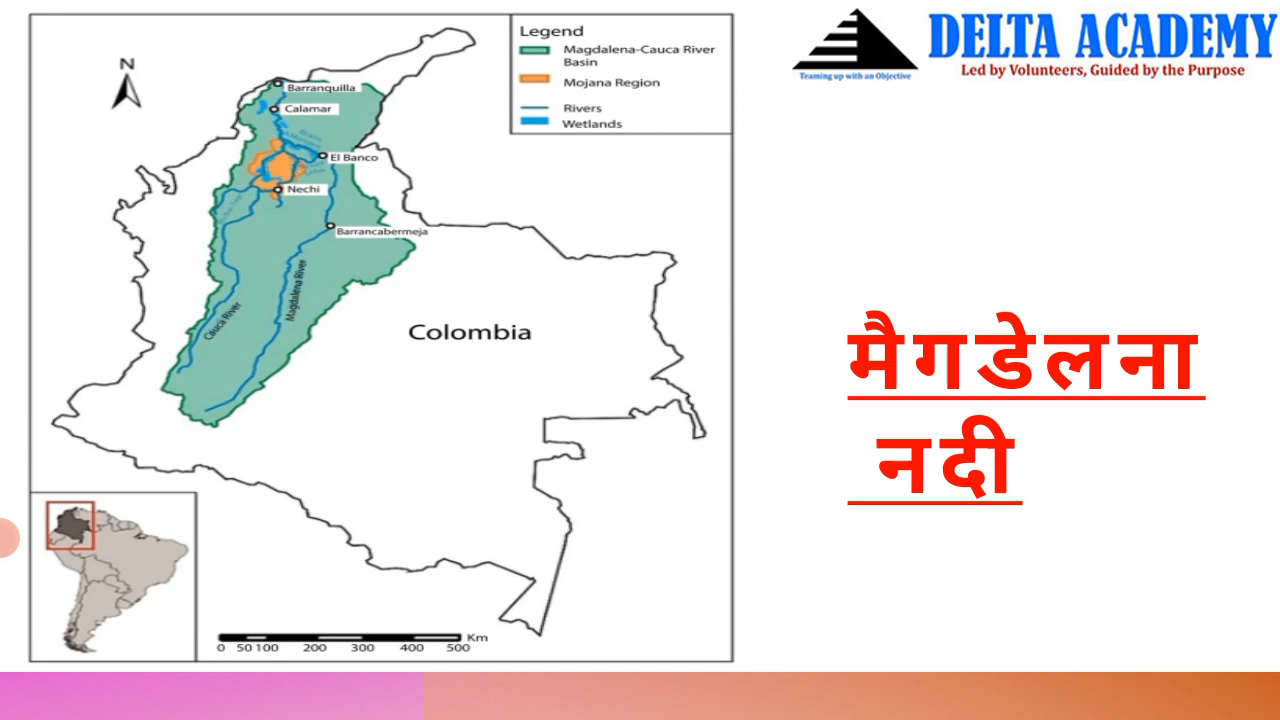 DELTA ACADEMY
Led by Volunteers, Guided by the Purpose
Teaming up with an Objective
Legend
Magdalena-Cauca River
Basin
Mojana Region
Rivers
Wetlands
N
Barranquilla
Calamar
El Banco
Nechi
Barrancabermeja
Cauca River
Magdalena River
Colombia
0 50 100 200 300 400 500 Km
मैगडेलना
नदी